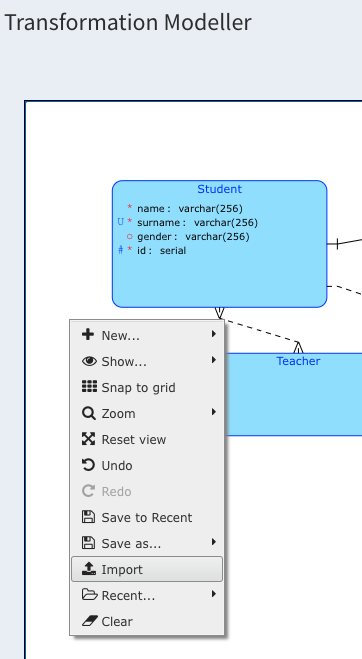 Transformation Modeller
Student
* name : varchar(256)
U * surname : varchar(256)
o gender : varchar(256)
# * id : serial
Teacher
New...
Show...
Snap to grid
Zoom
Reset view
Undo
Redo
Save to Recent
Save as...
Import
Recent...
Clear